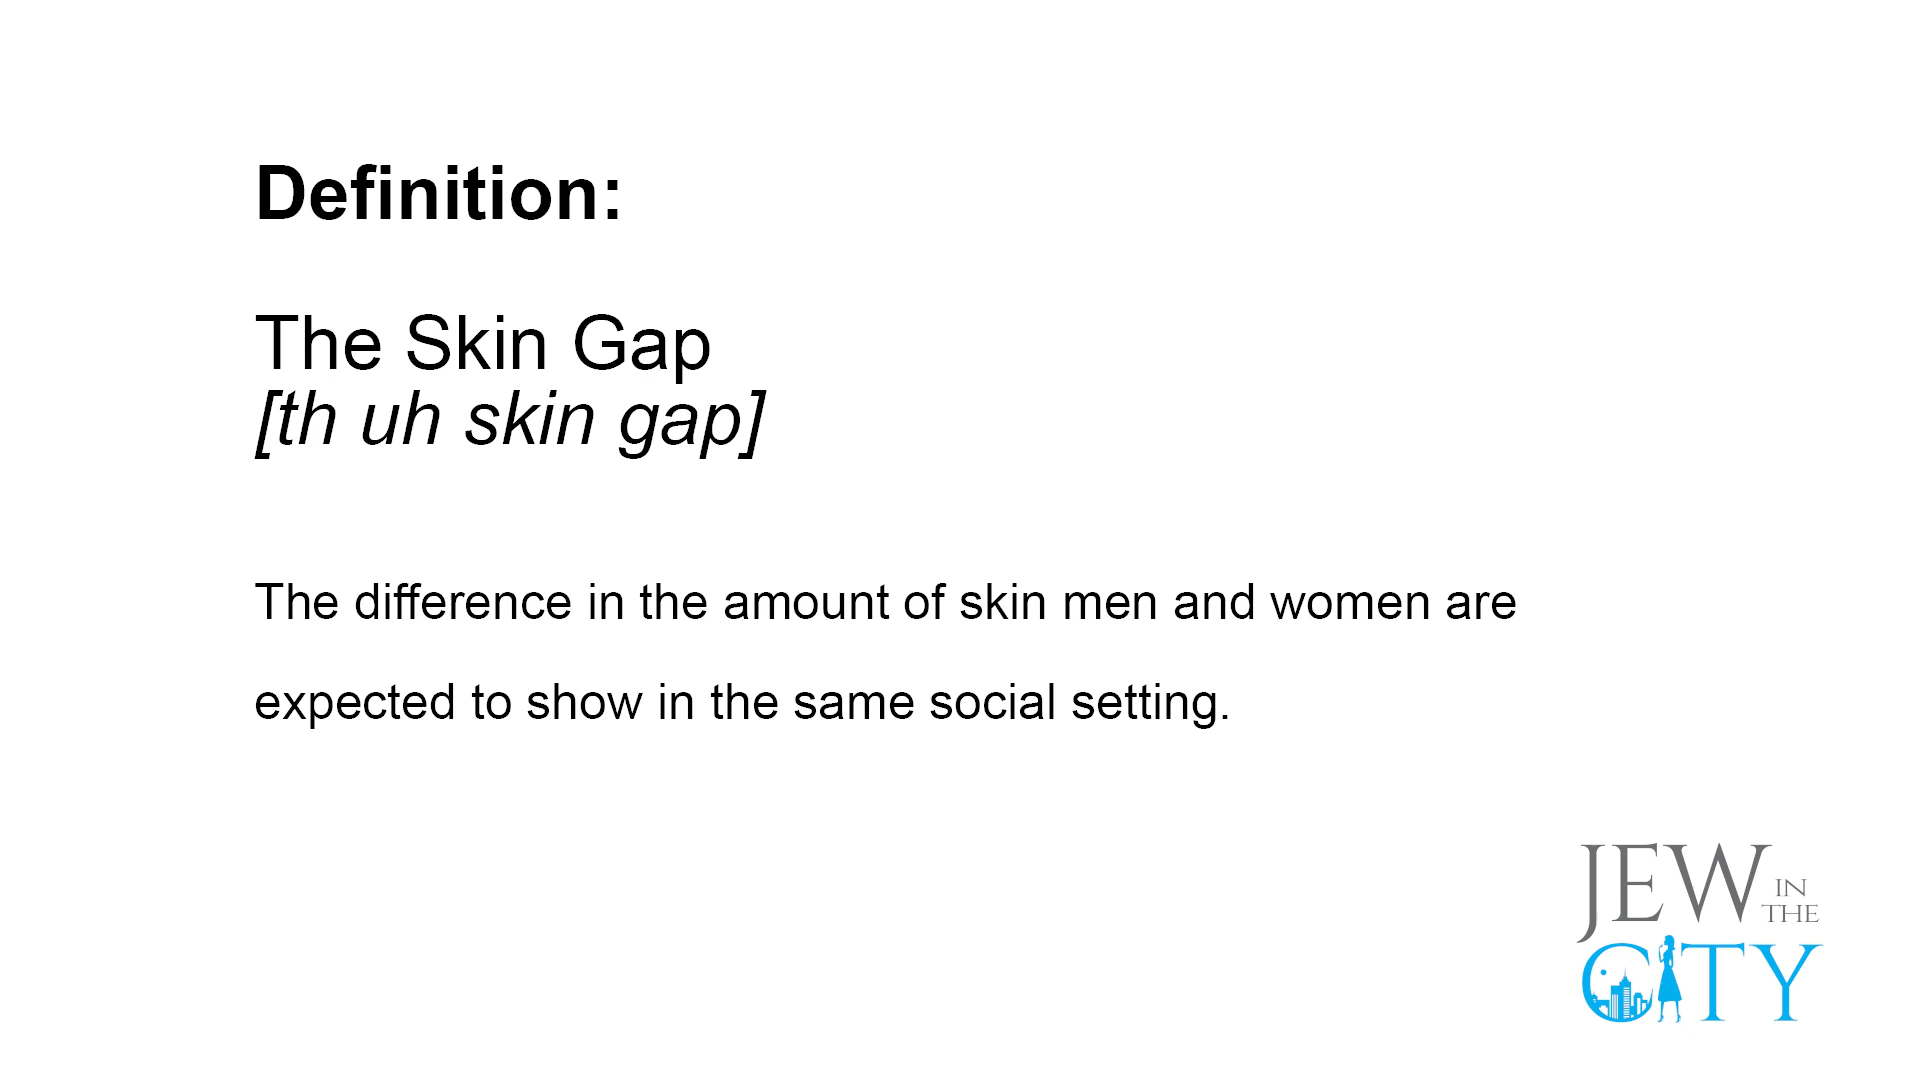 Definition:
The Skin Gap
[th uh skin gap]
The difference in the amount of skin men and women are
expected to show in the same social setting.
JEW
IN
THE
CITY